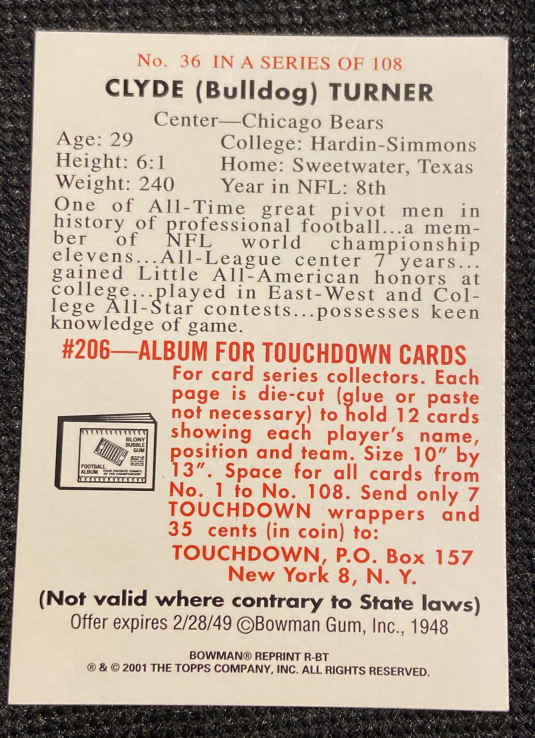 No. 36 IN A SERIES OF 108
CLYDE (Bulldog) TURNER
Center—Chicago Bears
Age: 29 College: Hardin-Simmons
Height: 6:1 Home: Sweetwater, Texas
Weight: 240 Year in NFL: 8th
One of All-Time great pivot men in
history of professional football...a mem-
ber of NFL world championship
elevens...All-League center 7 years...
gained Little All-American honors at
college...played in East-West and Col-
lege All-Star contests...possesses keen
knowledge of game.
#206—ALBUM FOR TOUCHDOWN CARDS
For card series collectors. Each
page is die-cut (glue or paste
not necessary) to hold 12 cards
showing each player's name,
position and team. Size 10" by
13". Space for all cards from
No. 1 to No. 108. Send only 7
TOUCHDOWN wrappers and
35 cents (in coin) to:
TOUCHDOWN, P.O. Box 157
New York 8, N. Y.
BLONY
BUBBLE
GUM
FOOTBALL
ALBUM
(Not valid where contrary to State laws)
Offer expires 2/28/49 ©Bowman Gum, Inc., 1948
BOWMAN® REPRINT R-BT
® & © 2001 THE TOPPS COMPANY, INC. ALL RIGHTS RESERVED.